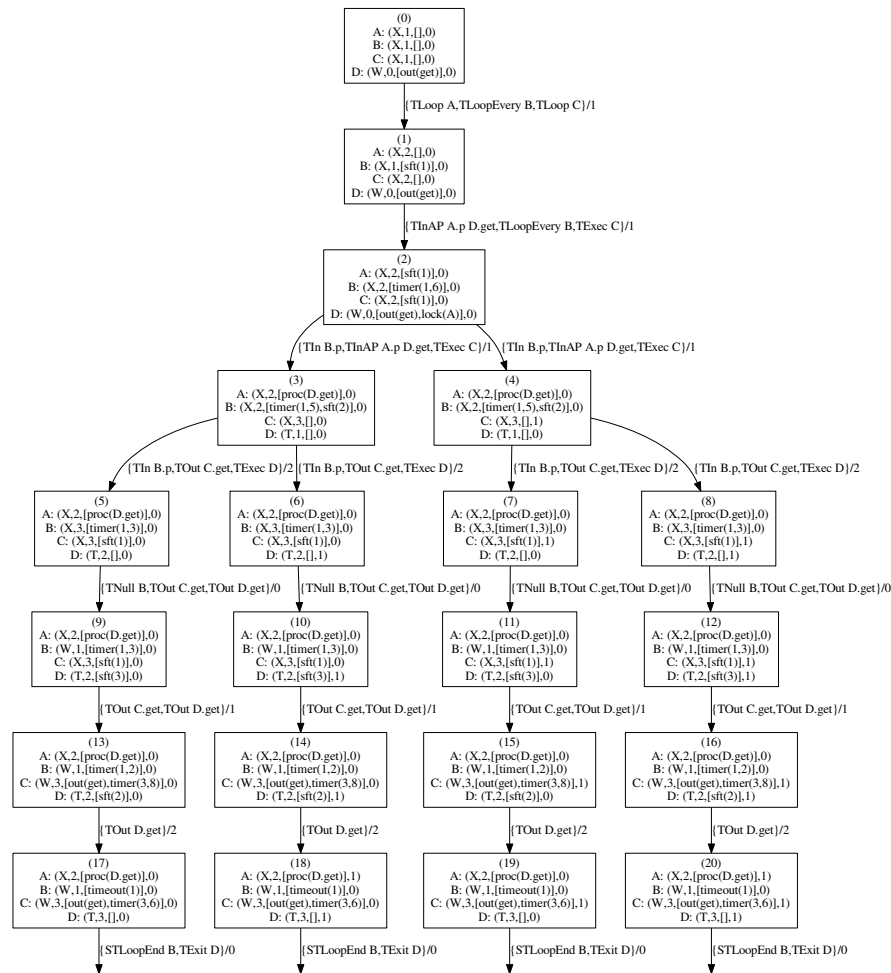 (0)
A: (X,1,[],0)
B: (X,1,[],0)
C: (X,1,[],0)
D: (W,0,[out(get)],0)
{TLoop A,TLoopEvery B,TLoop C}/1
(1)
A: (X,2,[],0)
B: (X,1,[sft(1)],0)
C: (X,2,[],0)
D: (W,0,[out(get)],0)
{TInAP A.p D.get,TLoopEvery B,TExec C}/1
(2)
A: (X,2,[sft(1)],0)
B: (X,2,[timer(1,6)],0)
C: (X,2,[sft(1)],0)
D: (W,0,[out(get),lock(A)],0)
{TIn B.p,TInAP A.p D.get,TExec C}/1
{TIn B.p,TInAP A.p D.get,TExec C}/1
(3)
A: (X,2,[proc(D.get)],0)
B: (X,2,[timer(1,5),sft(2)],0)
C: (X,3,[],0)
D: (T,1,[],0)
(4)
A: (X,2,[proc(D.get)],0)
B: (X,2,[timer(1,5),sft(2)],0)
C: (X,3,[],1)
D: (T,1,[],0)
{TIn B.p,TOut C.get,TExec D}/2
{TIn B.p,TOut C.get,TExec D}/2
{TIn B.p,TOut C.get,TExec D}/2
{TIn B.p,TOut C.get,TExec D}/2
(5)
A: (X,2,[proc(D.get)],0)
B: (X,3,[timer(1,3)],0)
C: (X,3,[sft(1)],0)
D: (T,2,[],0)
(6)
A: (X,2,[proc(D.get)],0)
B: (X,3,[timer(1,3)],0)
C: (X,3,[sft(1)],0)
D: (T,2,[],1)
(7)
A: (X,2,[proc(D.get)],0)
B: (X,3,[timer(1,3)],0)
C: (X,3,[sft(1)],1)
D: (T,2,[],0)
(8)
A: (X,2,[proc(D.get)],0)
B: (X,3,[timer(1,3)],0)
C: (X,3,[sft(1)],1)
D: (T,2,[],1)
{TNull B,TOut C.get,TOut D.get}/0
{TNull B,TOut C.get,TOut D.get}/0
{TNull B,TOut C.get,TOut D.get}/0
{TNull B,TOut C.get,TOut D.get}/0
(9)
A: (X,2,[proc(D.get)],0)
B: (W,1,[timer(1,3)],0)
C: (X,3,[sft(1)],0)
D: (T,2,[sft(3)],0)
(10)
A: (X,2,[proc(D.get)],0)
B: (W,1,[timer(1,3)],0)
C: (X,3,[sft(1)],0)
D: (T,2,[sft(3)],1)
(11)
A: (X,2,[proc(D.get)],0)
B: (W,1,[timer(1,3)],0)
C: (X,3,[sft(1)],1)
D: (T,2,[sft(3)],0)
(12)
A: (X,2,[proc(D.get)],0)
B: (W,1,[timer(1,3)],0)
C: (X,3,[sft(1)],1)
D: (T,2,[sft(3)],1)
{TOut C.get,TOut D.get}/1
{TOut C.get,TOut D.get}/1
{TOut C.get,TOut D.get}/1
{TOut C.get,TOut D.get}/1
(13)
A: (X,2,[proc(D.get)],0)
B: (W,1,[timer(1,2)],0)
C: (W,3,[out(get),timer(3,8)],0)
D: (T,2,[sft(2)],0)
(14)
A: (X,2,[proc(D.get)],0)
B: (W,1,[timer(1,2)],0)
C: (W,3,[out(get),timer(3,8)],0)
D: (T,2,[sft(2)],1)
(15)
A: (X,2,[proc(D.get)],0)
B: (W,1,[timer(1,2)],0)
C: (W,3,[out(get),timer(3,8)],1)
D: (T,2,[sft(2)],0)
(16)
A: (X,2,[proc(D.get)],0)
B: (W,1,[timer(1,2)],0)
C: (W,3,[out(get),timer(3,8)],1)
D: (T,2,[sft(2)],1)
{TOut D.get}/2
{TOut D.get}/2
{TOut D.get}/2
{TOut D.get}/2
(17)
A: (X,2,[proc(D.get)],0)
B: (W,1,[timeout(1)],0)
C: (W,3,[out(get),timer(3,6)],0)
D: (T,3,[],0)
(18)
A: (X,2,[proc(D.get)],1)
B: (W,1,[timeout(1)],0)
C: (W,3,[out(get),timer(3,6)],0)
D: (T,3,[],1)
(19)
A: (X,2,[proc(D.get)],0)
B: (W,1,[timeout(1)],0)
C: (W,3,[out(get),timer(3,6)],1)
D: (T,3,[],0)
(20)
A: (X,2,[proc(D.get)],1)
B: (W,1,[timeout(1)],0)
C: (W,3,[out(get),timer(3,6)],1)
D: (T,3,[],1)
{STLoopEnd B,TExit D}/0
{STLoopEnd B,TExit D}/0
{STLoopEnd B,TExit D}/0
{STLoopEnd B,TExit D}/0